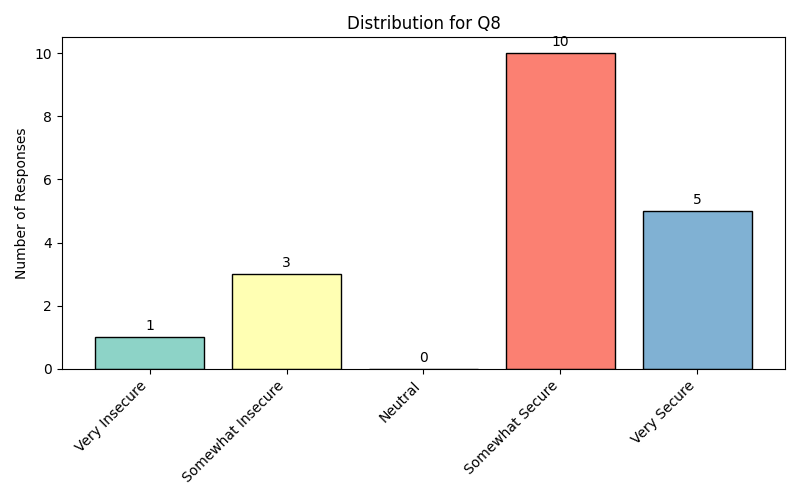 Distribution for Q8
Number of Responses
10
8
6
4
2
0
1
3
0
10
5
Very Insecure
Somewhat Insecure
Neutral
Somewhat Secure
Very Secure